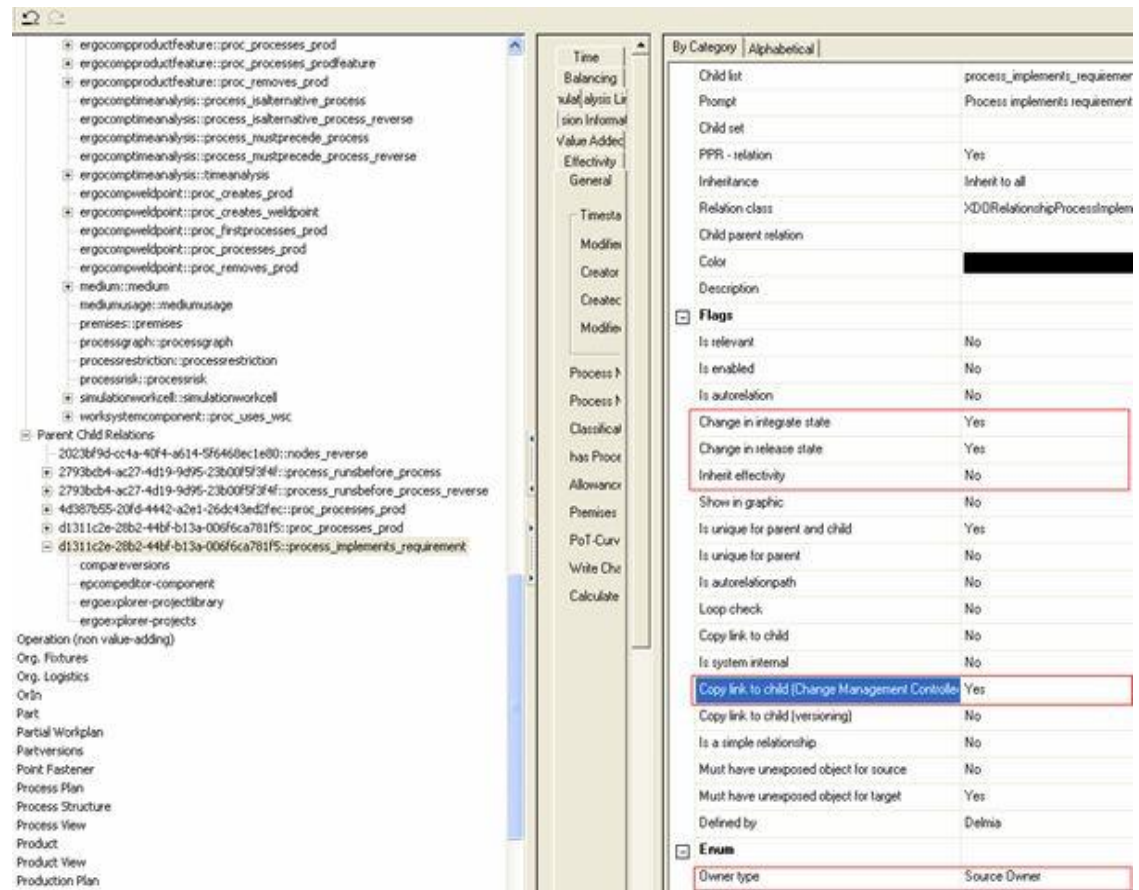 ergocompproductfeature::proc_processes_prod
ergocompproductfeature::proc_processes_prodfeature
ergocompproductfeature::proc_removes_prod
ergocomptimeanalysis::process_isalternative_process
ergocomptimeanalysis::process_isalternative_process_reverse
ergocomptimeanalysis::process_mustprecede_process
ergocomptimeanalysis::process_mustprecede_process_reverse
ergocomptimeanalysis::timeanalysis
ergocompweldpoint::proc_creates_prod
ergocompweldpoint::proc_creates_weldpoint
ergocompweldpoint::proc_firstprocesses_prod
ergocompweldpoint::proc_processes_prod
ergocompweldpoint::proc_removes_prod
medium::medium
mediumusage::mediumusage
premises::premises
processgraph::processgraph
processrestriction::processrestriction
processrisk::processrisk
simulationworkcell::simulationworkcell
worksystemcomponent::proc_uses_wsc
Parent Child Relations
2023bf9d-cc4a-40f4-a614-5f6468ec1e80::nodes_reverse
2793bcb4-ac27-4d19-9d95-23b00f5f3f4f::process_runsbefore_process
2793bcb4-ac27-4d19-9d95-23b00f5f3f4f::process_runsbefore_process_reverse
4d387b55-20fd-4442-a2e1-26dc43ed2fec::proc_processes_prod
d1311c2e-28b2-44bf-b13a-006f6ca781f5::proc_processes_prod
d1311c2e-28b2-44bf-b13a-006f6ca781f5::process_implements_requirement
compareversions
epcompeditor-component
ergoexplorer-projectlibrary
ergoexplorer-projects
Operation (non value-adding)
Org. Fixtures
Org. Logistics
OrIn
Part
Partial Workplan
Partversions
Point Fastener
Process Plan
Process Structure
Process View
Product
Product View
Production Plan
Time
Balancing
nulat alysis Lir
sion Informat
Value Added
Effectivity
General
Timesta
Modifie
Creator
Createc
Modifie
Process N
Process N
Classificat
has Proce
Allowance
Premises
PoT-Curv
Write Cha
Calculate
By Category Alphabetical
Child list process_implements_requiremer
Prompt Process implements requirement
Child set
PPR - relation Yes
Inheritance Inherit to all
Relation class XDORelationshipProcessImplem
Child parent relation
Color
Description
Flags
Is relevant No
Is enabled No
Is autorelation No
Change in integrate state Yes
Change in release state Yes
Inherit effectivity No
Show in graphic No
Is unique for parent and child Yes
Is unique for parent No
Is autorelationpath No
Loop check No
Copy link to child No
Is system internal No
Copy link to child (Change Management Controlle Yes
Copy link to child (versioning) No
Is a simple relationship No
Must have unexposed object for source No
Must have unexposed object for target Yes
Defined by Delmia
Enum
Owner type Source Owner